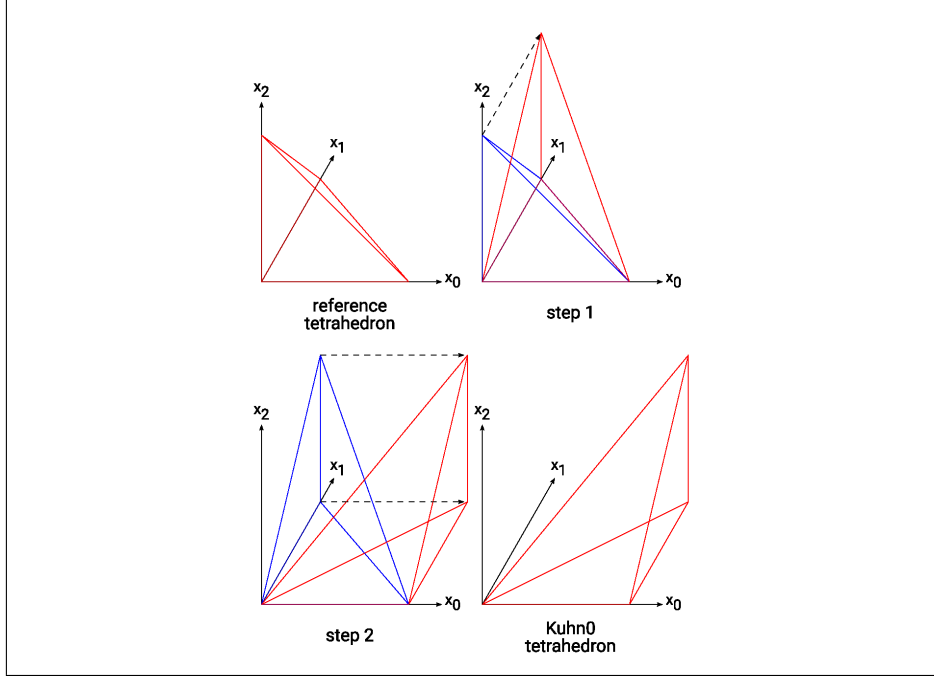 x2
x1
x0
reference
tetrahedron
x2
x1
x0
step 1
x2
x1
x0
step 2
x2
x1
x0
Kuhn0
tetrahedron